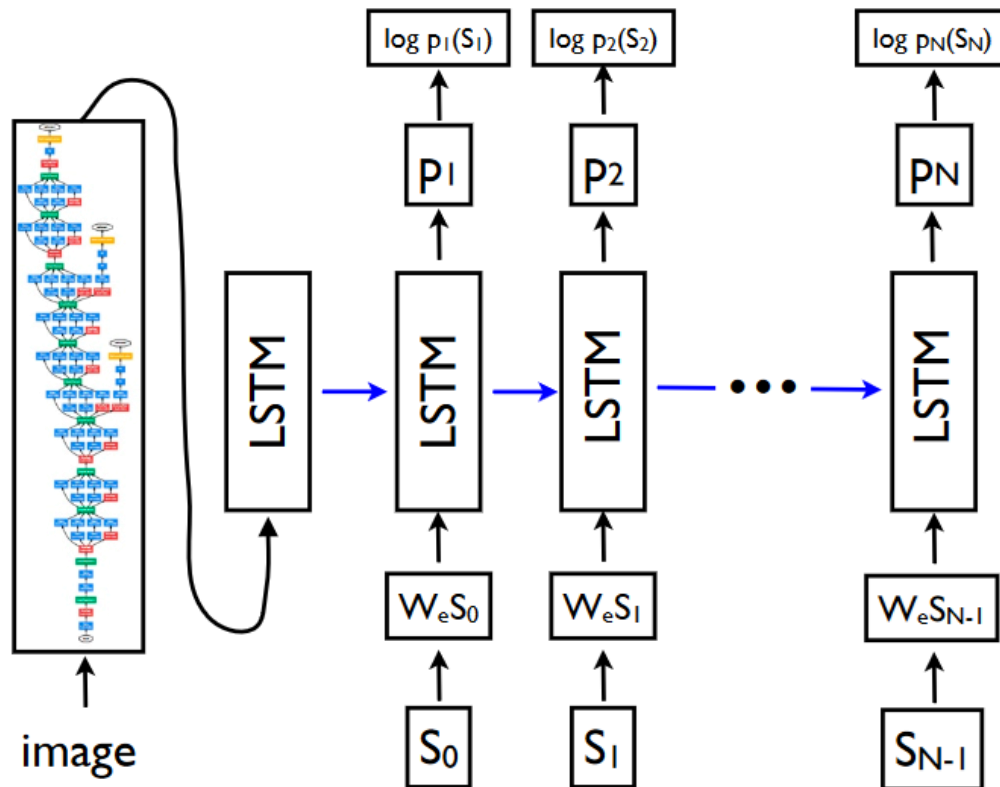 log p₁(S₁) log p₂(S₂) log pN(SN)
p₁ p₂ pN
LSTM LSTM LSTM ••• LSTM
WₑS₀ WₑS₁ WₑSN-1
image S₀ S₁ SN-1